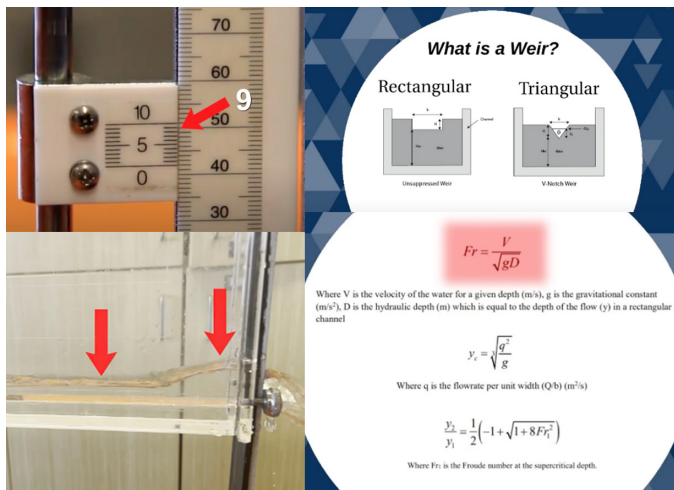 70
60
50
40
30
10
5
0
9
What is a Weir?
Rectangular
Triangular
Channel
Unsuppressed Weir
V-Notch Weir
Fr = V / √gD
Where V is the velocity of the water for a given depth (m/s), g is the gravitational constant
(m/s²), D is the hydraulic depth (m) which is equal to the depth of the flow (y) in a rectangular
channel
y_c = ³√(q²/g)
Where q is the flowrate per unit width (Q/b) (m²/s)
y₂/y₁ = 1/2(−1 + √1 + 8Fr₁²)
Where Fr₁ is the Froude number at the supercritical depth.